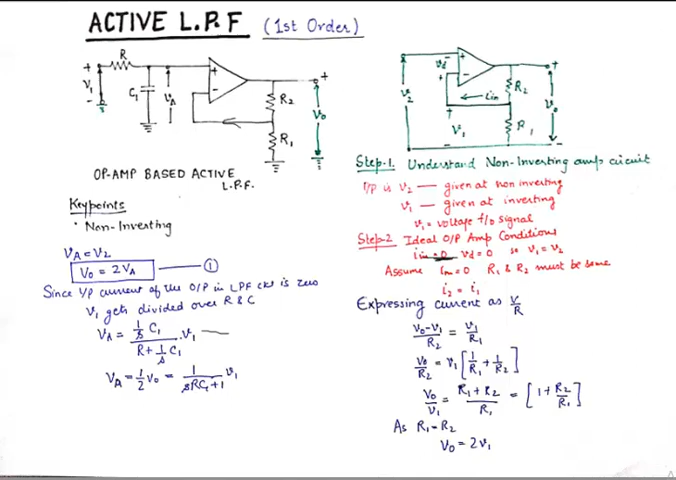 ACTIVE L.P.F (1st Order)
R
+
V1
-
C1
VA
+
-
R2
R1
+
Vo
-
OP-AMP BASED ACTIVE
L.P.F.
Keypoints
· Non-Inverting
VA = V2
Vo = 2VA — ①
Since I/P current of the O/P in LPF ckt is zero
V1 gets divided over R & C
VA = 1/s C1 / R + 1/s C1 . V1
VA = 1/2 Vo = 1 / sRC1 + 1 V1
+
V2
Vd
+
-
iin
R2
R1
+
V1
-
+
Vo
-
Step-1. Understand Non-Inverting amp circuit
I/P is V2 — given at non inverting
V1 — given at inverting
V1 = voltage f/b signal
Step-2 Ideal O/P Amp Conditions
iin = 0 Vd = 0 so V1 = V2
Assume iin = 0 R1 & R2 must be same
i2 = i1
Expressing current as V/R
Vo - V1 / R2 = V1 / R1
Vo / R2 = V1 [ 1/R1 + 1/R2 ]
Vo / V1 = R1 + R2 / R1 = [ 1 + R2/R1 ]
As R1 = R2
Vo = 2V1